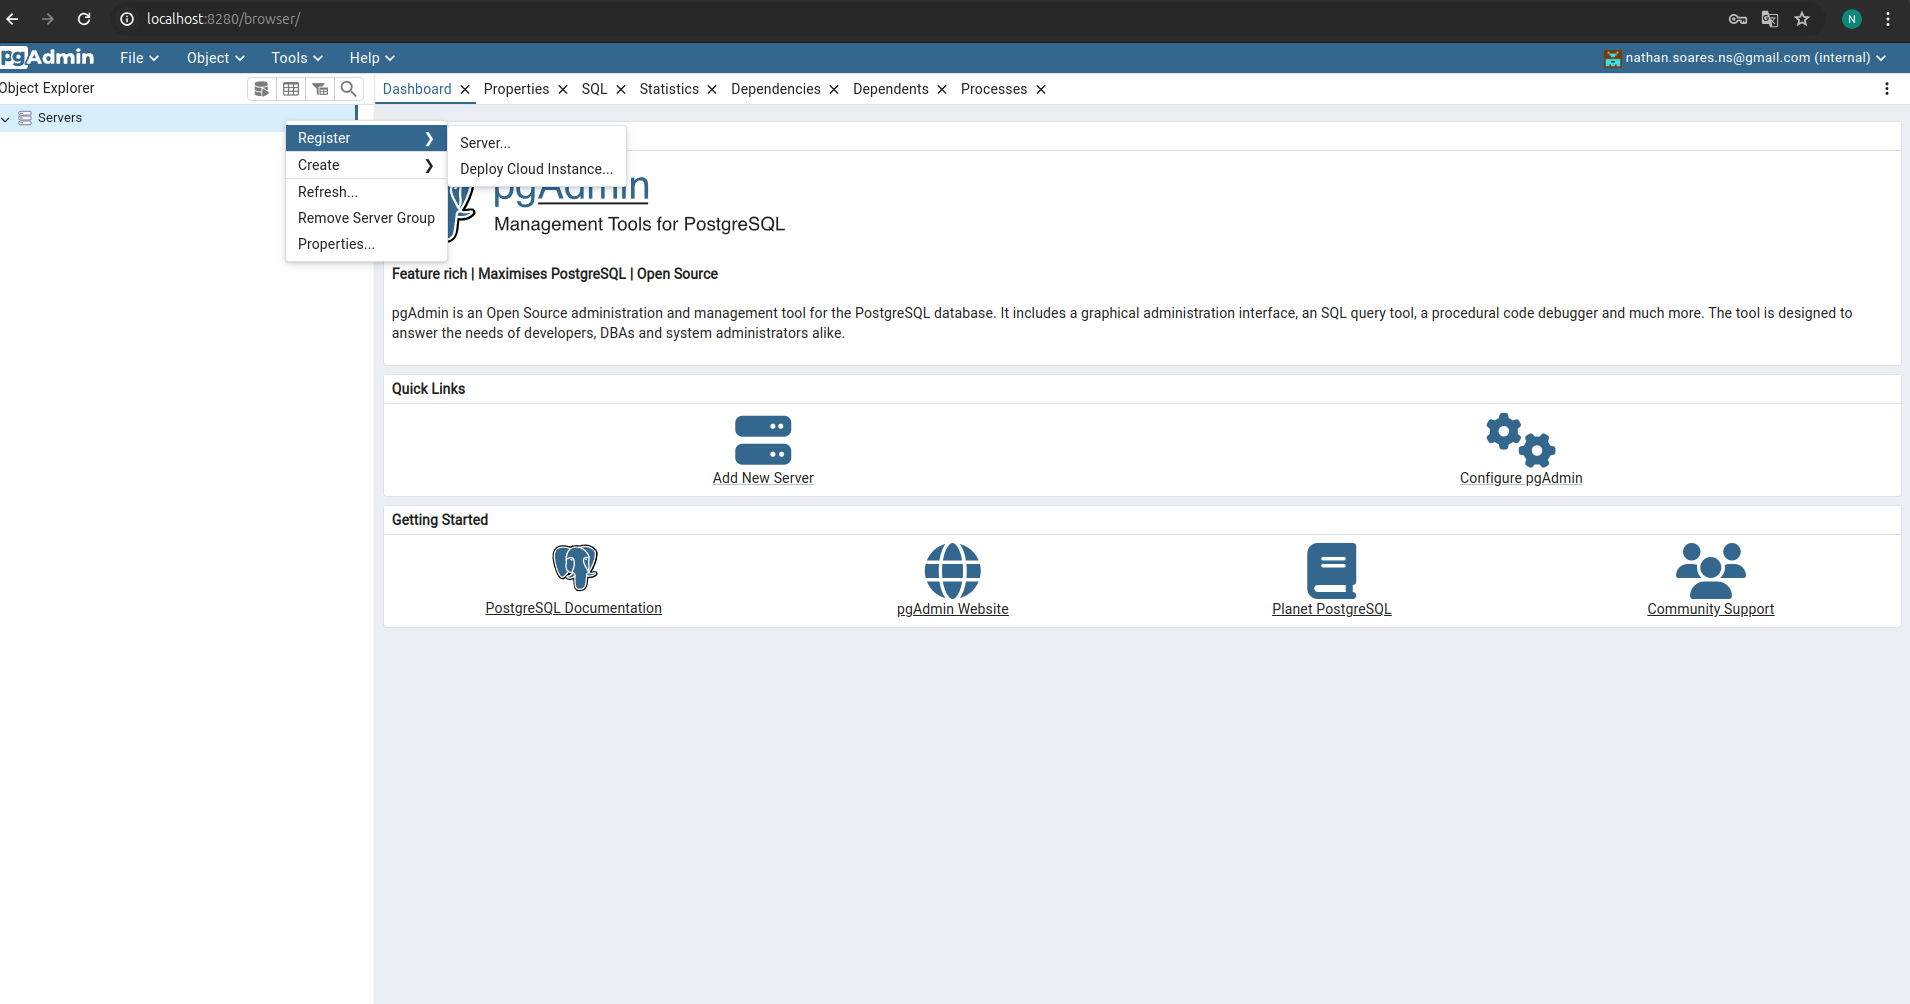 localhost:8280/browser/
N
pgAdmin File Object Tools Help nathan.soares.ns@gmail.com (internal)
Object Explorer
Dashboard Properties SQL Statistics Dependencies Dependents Processes
Servers
Register
Create
Refresh...
Remove Server Group
Properties...
Server...
Deploy Cloud Instance...
pgAdmin
Management Tools for PostgreSQL
Feature rich | Maximises PostgreSQL | Open Source
pgAdmin is an Open Source administration and management tool for the PostgreSQL database. It includes a graphical administration interface, an SQL query tool, a procedural code debugger and much more. The tool is designed to
answer the needs of developers, DBAs and system administrators alike.
Quick Links
Add New Server
Configure pgAdmin
Getting Started
PostgreSQL Documentation
pgAdmin Website
Planet PostgreSQL
Community Support